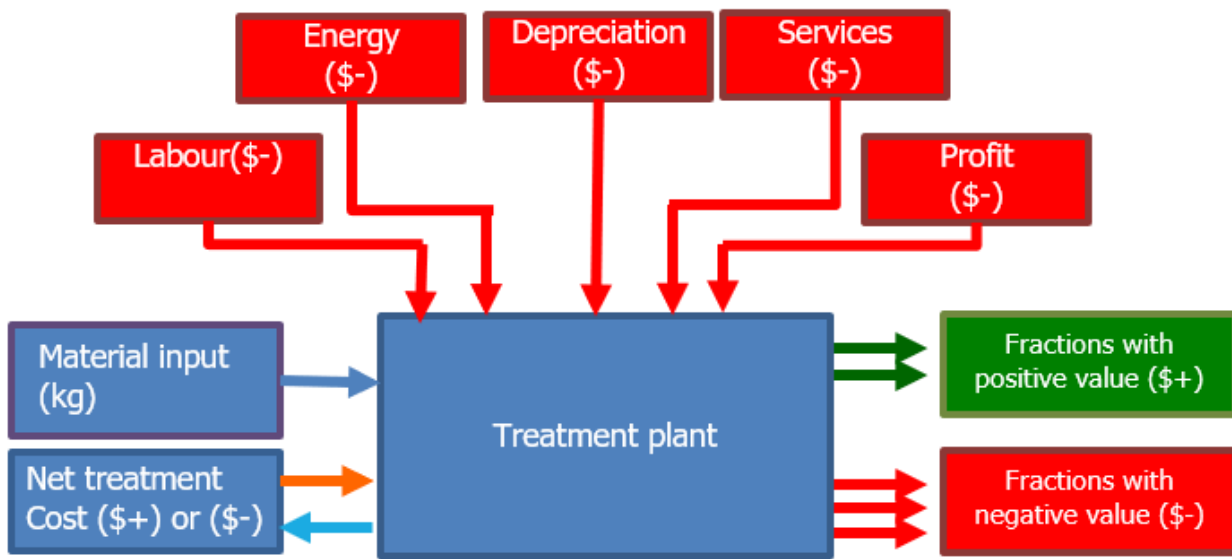 Energy
($-)
Depreciation
($-)
Services
($-)
Labour($-)
Profit
($-)
Material input
(kg)
Net treatment
Cost ($+) or ($-)
Treatment plant
Fractions with
positive value ($+)
Fractions with
negative value ($-)